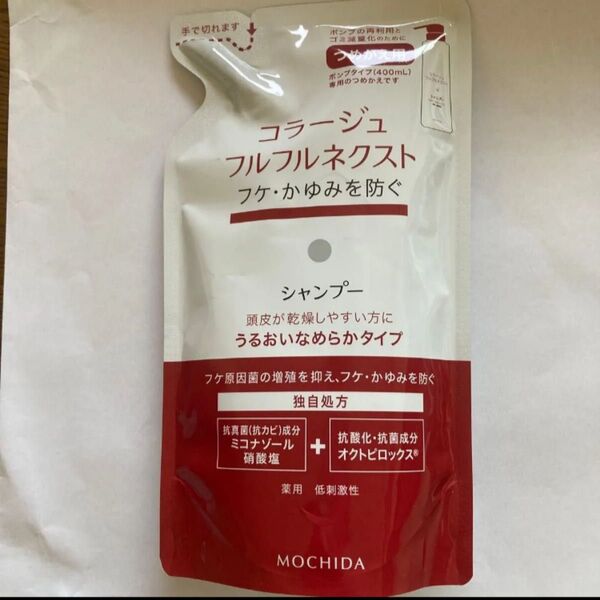 手で切れます
ポンプの再利用と
ゴミ減量化のために
つめかえ用
ポンプタイプ(400mL)
専用のつめかえです
コラージュ
フルフルネクスト
フケ・かゆみを防ぐ
シャンプー
頭皮が乾燥しやすい方に
うるおいなめらかタイプ
フケ原因菌の増殖を抑え、フケ・かゆみを防ぐ
独自処方
抗真菌(抗カビ)成分
ミコナゾール
硝酸塩
+
抗酸化・抗菌成分
オクトピロックス®
薬用 低刺激性
MOCHIDA